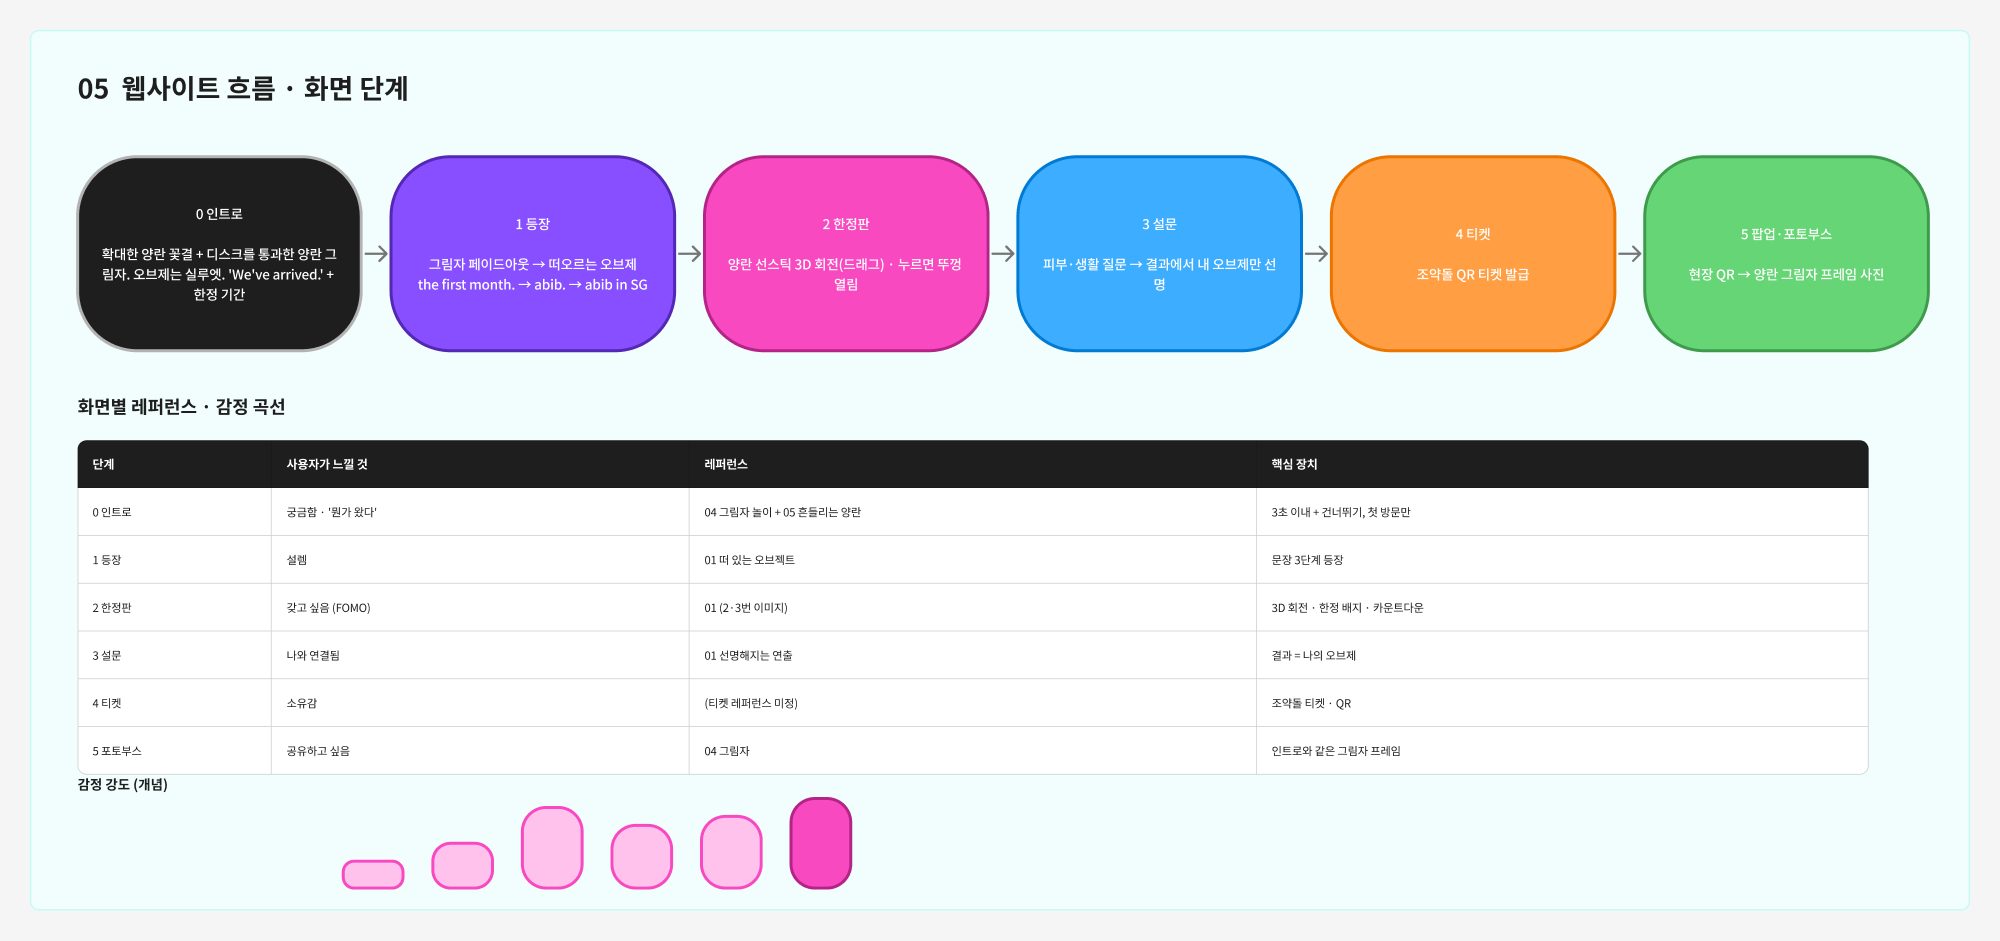 05 웹사이트 흐름 · 화면 단계
0 인트로
확대한 양란 꽃결 + 디스크를 통과한 양란 그
림자. 오브제는 실루엣. 'We've arrived.' +
한정 기간
1 등장
그림자 페이드아웃 → 떠오르는 오브제
the first month. → abib. → abib in SG
2 한정판
양란 선스틱 3D 회전(드래그) · 누르면 뚜껑
열림
3 설문
피부·생활 질문 → 결과에서 내 오브제만 선
명
4 티켓
조약돌 QR 티켓 발급
5 팝업·포토부스
현장 QR → 양란 그림자 프레임 사진
화면별 레퍼런스 · 감정 곡선
단계 사용자가 느낄 것 레퍼런스 핵심 장치
0 인트로 궁금함 · '뭔가 왔다' 04 그림자 놀이 + 05 흔들리는 양란 3초 이내 + 건너뛰기, 첫 방문만
1 등장 설렘 01 떠 있는 오브젝트 문장 3단계 등장
2 한정판 갖고 싶음 (FOMO) 01 (2·3번 이미지) 3D 회전 · 한정 배지 · 카운트다운
3 설문 나와 연결됨 01 선명해지는 연출 결과 = 나의 오브제
4 티켓 소유감 (티켓 레퍼런스 미정) 조약돌 티켓 · QR
5 포토부스 공유하고 싶음 04 그림자 인트로와 같은 그림자 프레임
감정 강도 (개념)